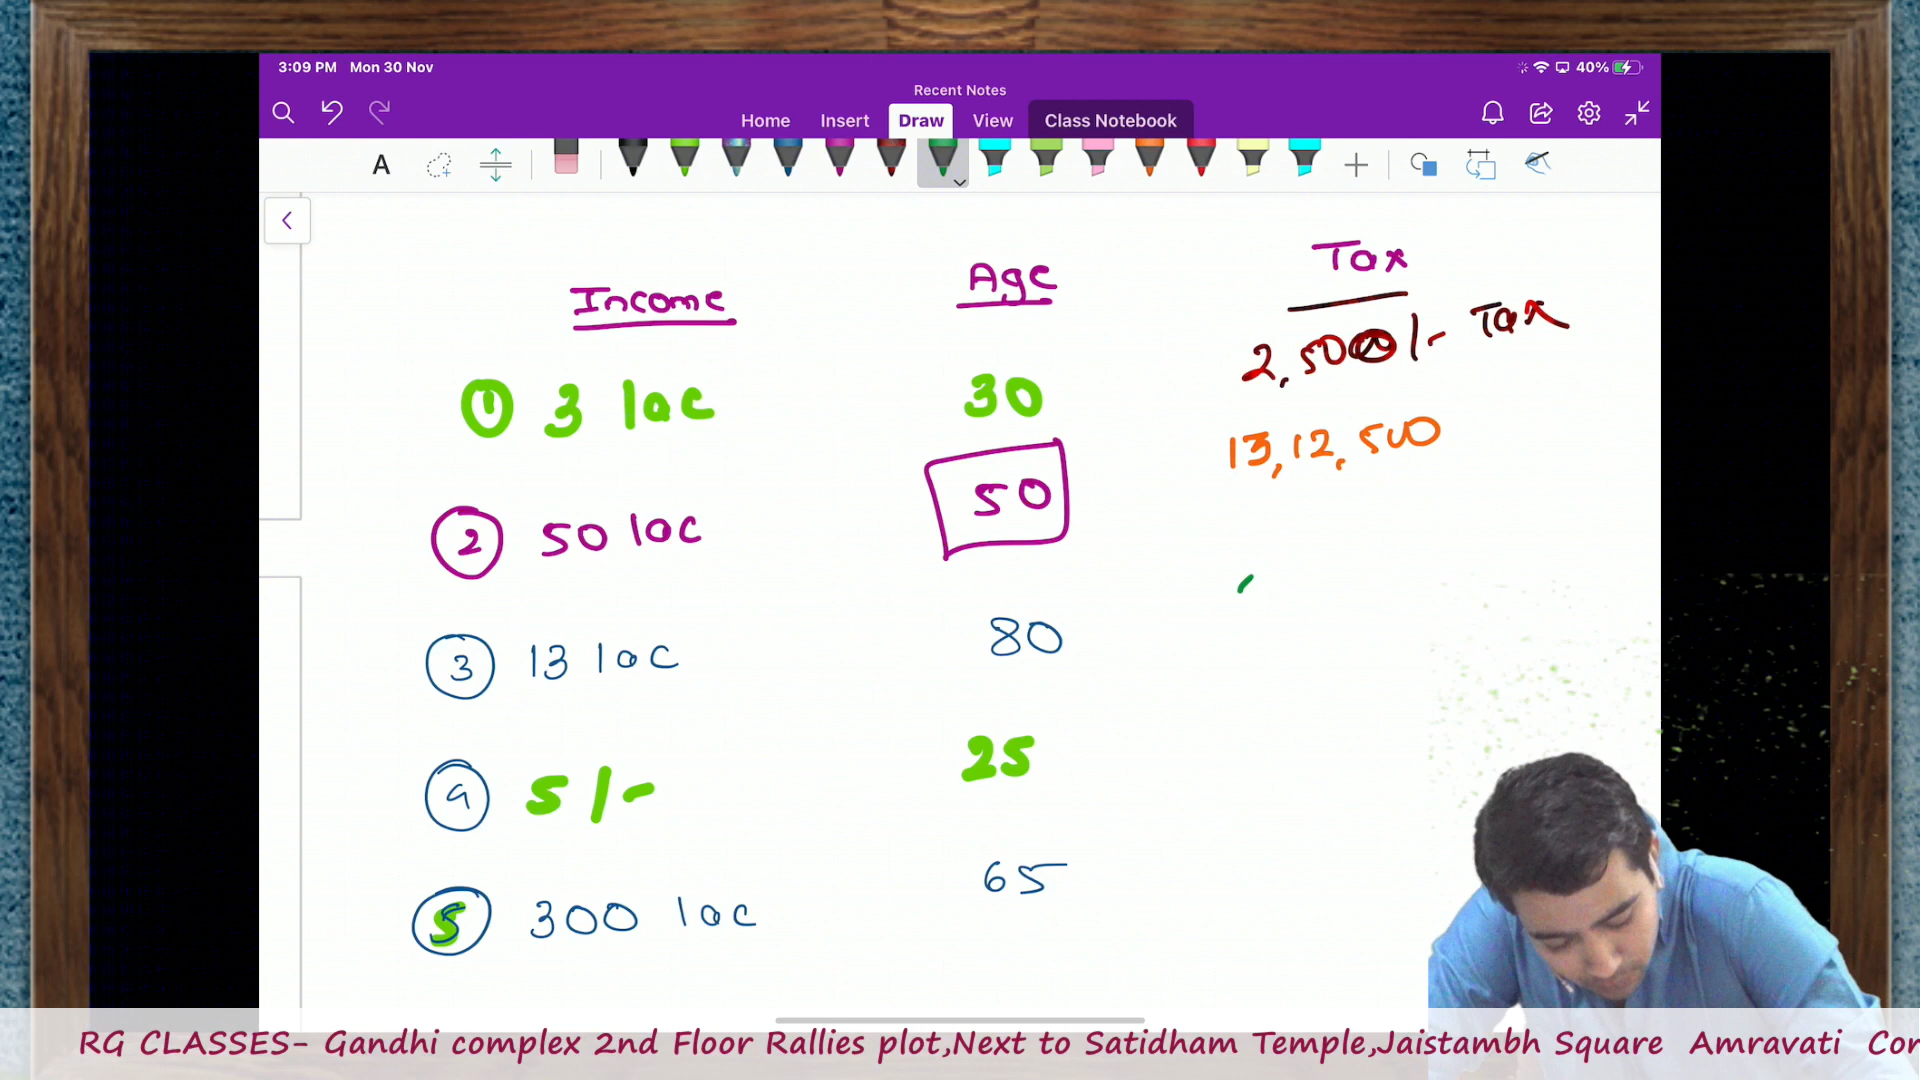 3:09 PM Mon 30 Nov
40%
Recent Notes
Home Insert Draw View Class Notebook
A
Income Age Tax
2,500/- Tax
① 3 lac 30
13,12,500
② 50 lac 50
③ 13 lac 80
④ 5/- 25
⑤ 300 lac 65
RG CLASSES- Gandhi complex 2nd Floor Rallies plot,Next to Satidham Temple,Jaistambh Square Amravati Cor